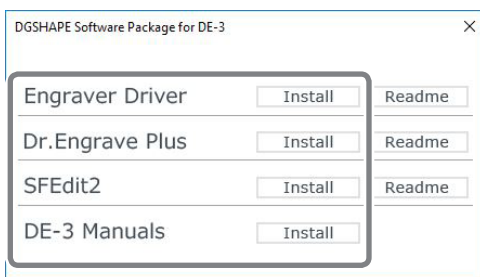 DGSHAPE Software Package for DE-3
Engraver Driver Install Readme
Dr.Engrave Plus Install Readme
SFEdit2 Install Readme
DE-3 Manuals Install